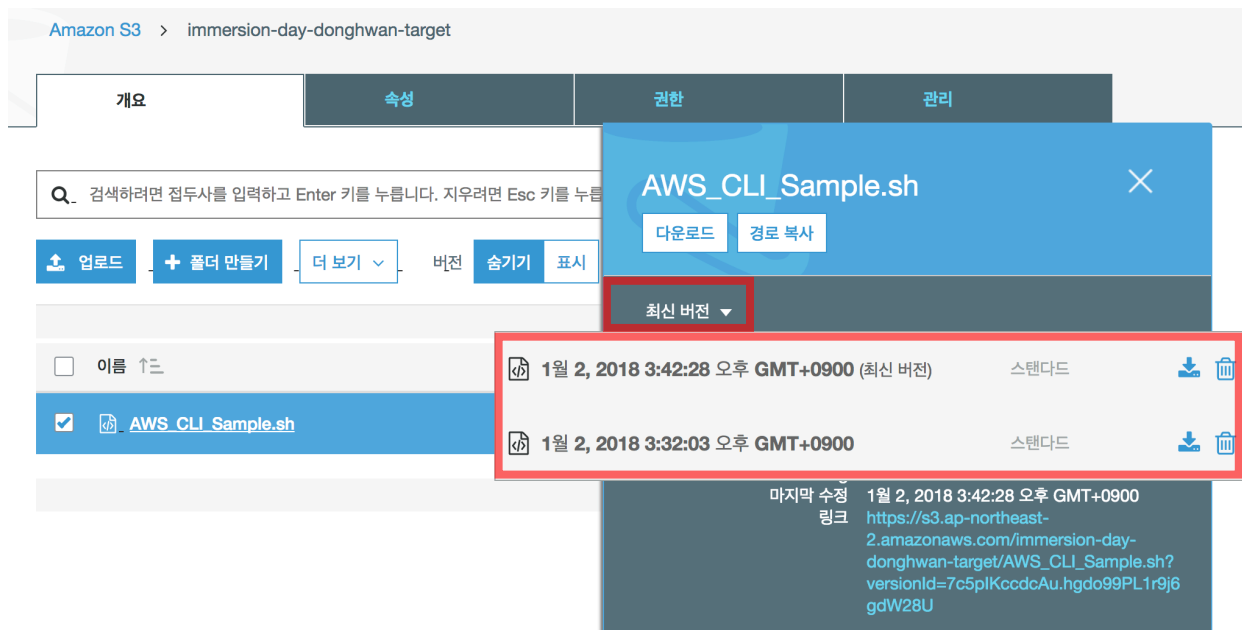 Amazon S3 > immersion-day-donghwan-target
개요 속성 권한 관리
검색하려면 접두사를 입력하고 Enter 키를 누릅니다. 지우려면 Esc 키를 누릅
업로드 폴더 만들기 더 보기 버전 숨기기 표시
이름
AWS_CLI_Sample.sh
AWS_CLI_Sample.sh
다운로드 경로 복사
최신 버전
1월 2, 2018 3:42:28 오후 GMT+0900 (최신 버전) 스탠다드
1월 2, 2018 3:32:03 오후 GMT+0900 스탠다드
마지막 수정 1월 2, 2018 3:42:28 오후 GMT+0900
링크 https://s3.ap-northeast-
2.amazonaws.com/immersion-day-
donghwan-target/AWS_CLI_Sample.sh?
versionId=7c5pIKccdcAu.hgdo99PL1r9j6
gdW28U